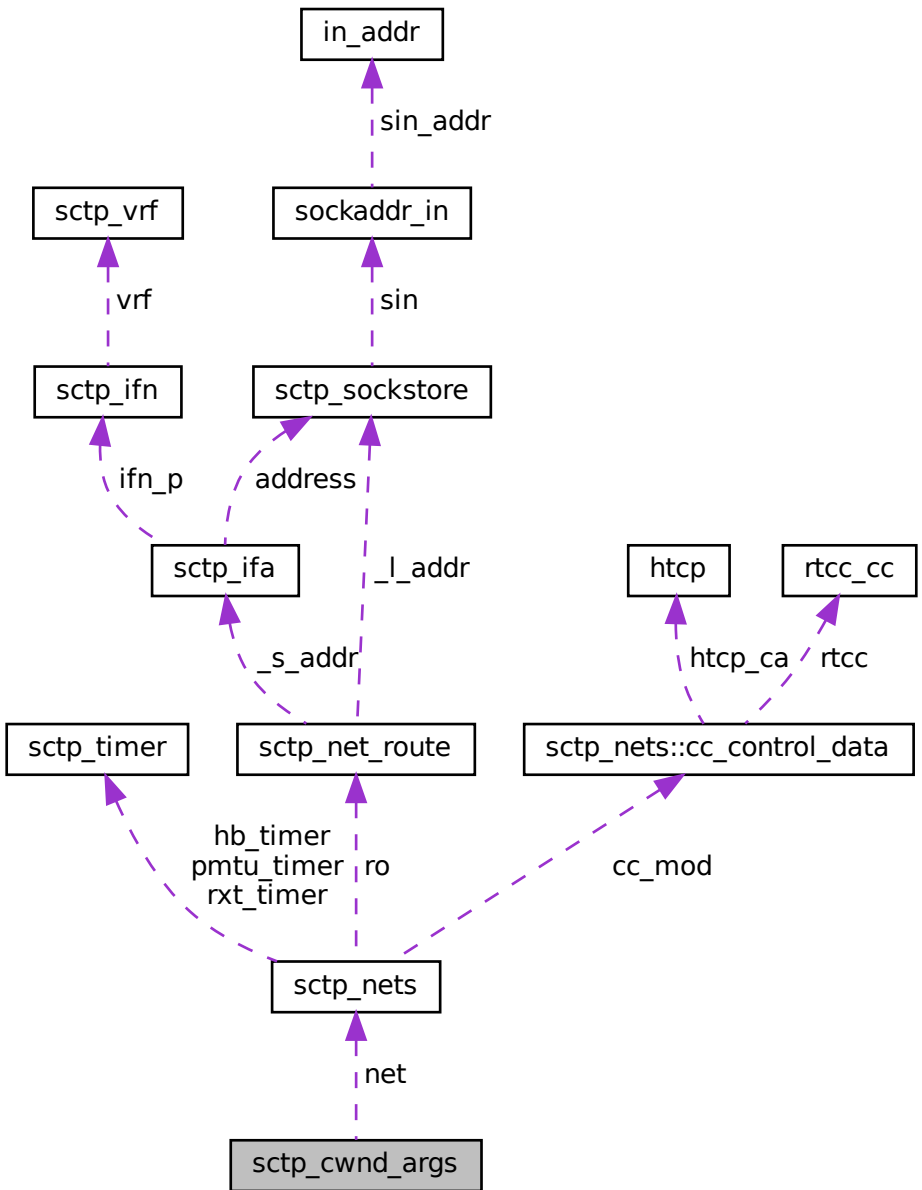 in_addr
sin_addr
sctp_vrf
sockaddr_in
vrf
sin
sctp_ifn
sctp_sockstore
ifn_p
address
sctp_ifa
_l_addr
htcp
rtcc_cc
_s_addr
htcp_ca
rtcc
sctp_timer
sctp_net_route
sctp_nets::cc_control_data
hb_timer
pmtu_timer
rxt_timer
ro
cc_mod
sctp_nets
net
sctp_cwnd_args